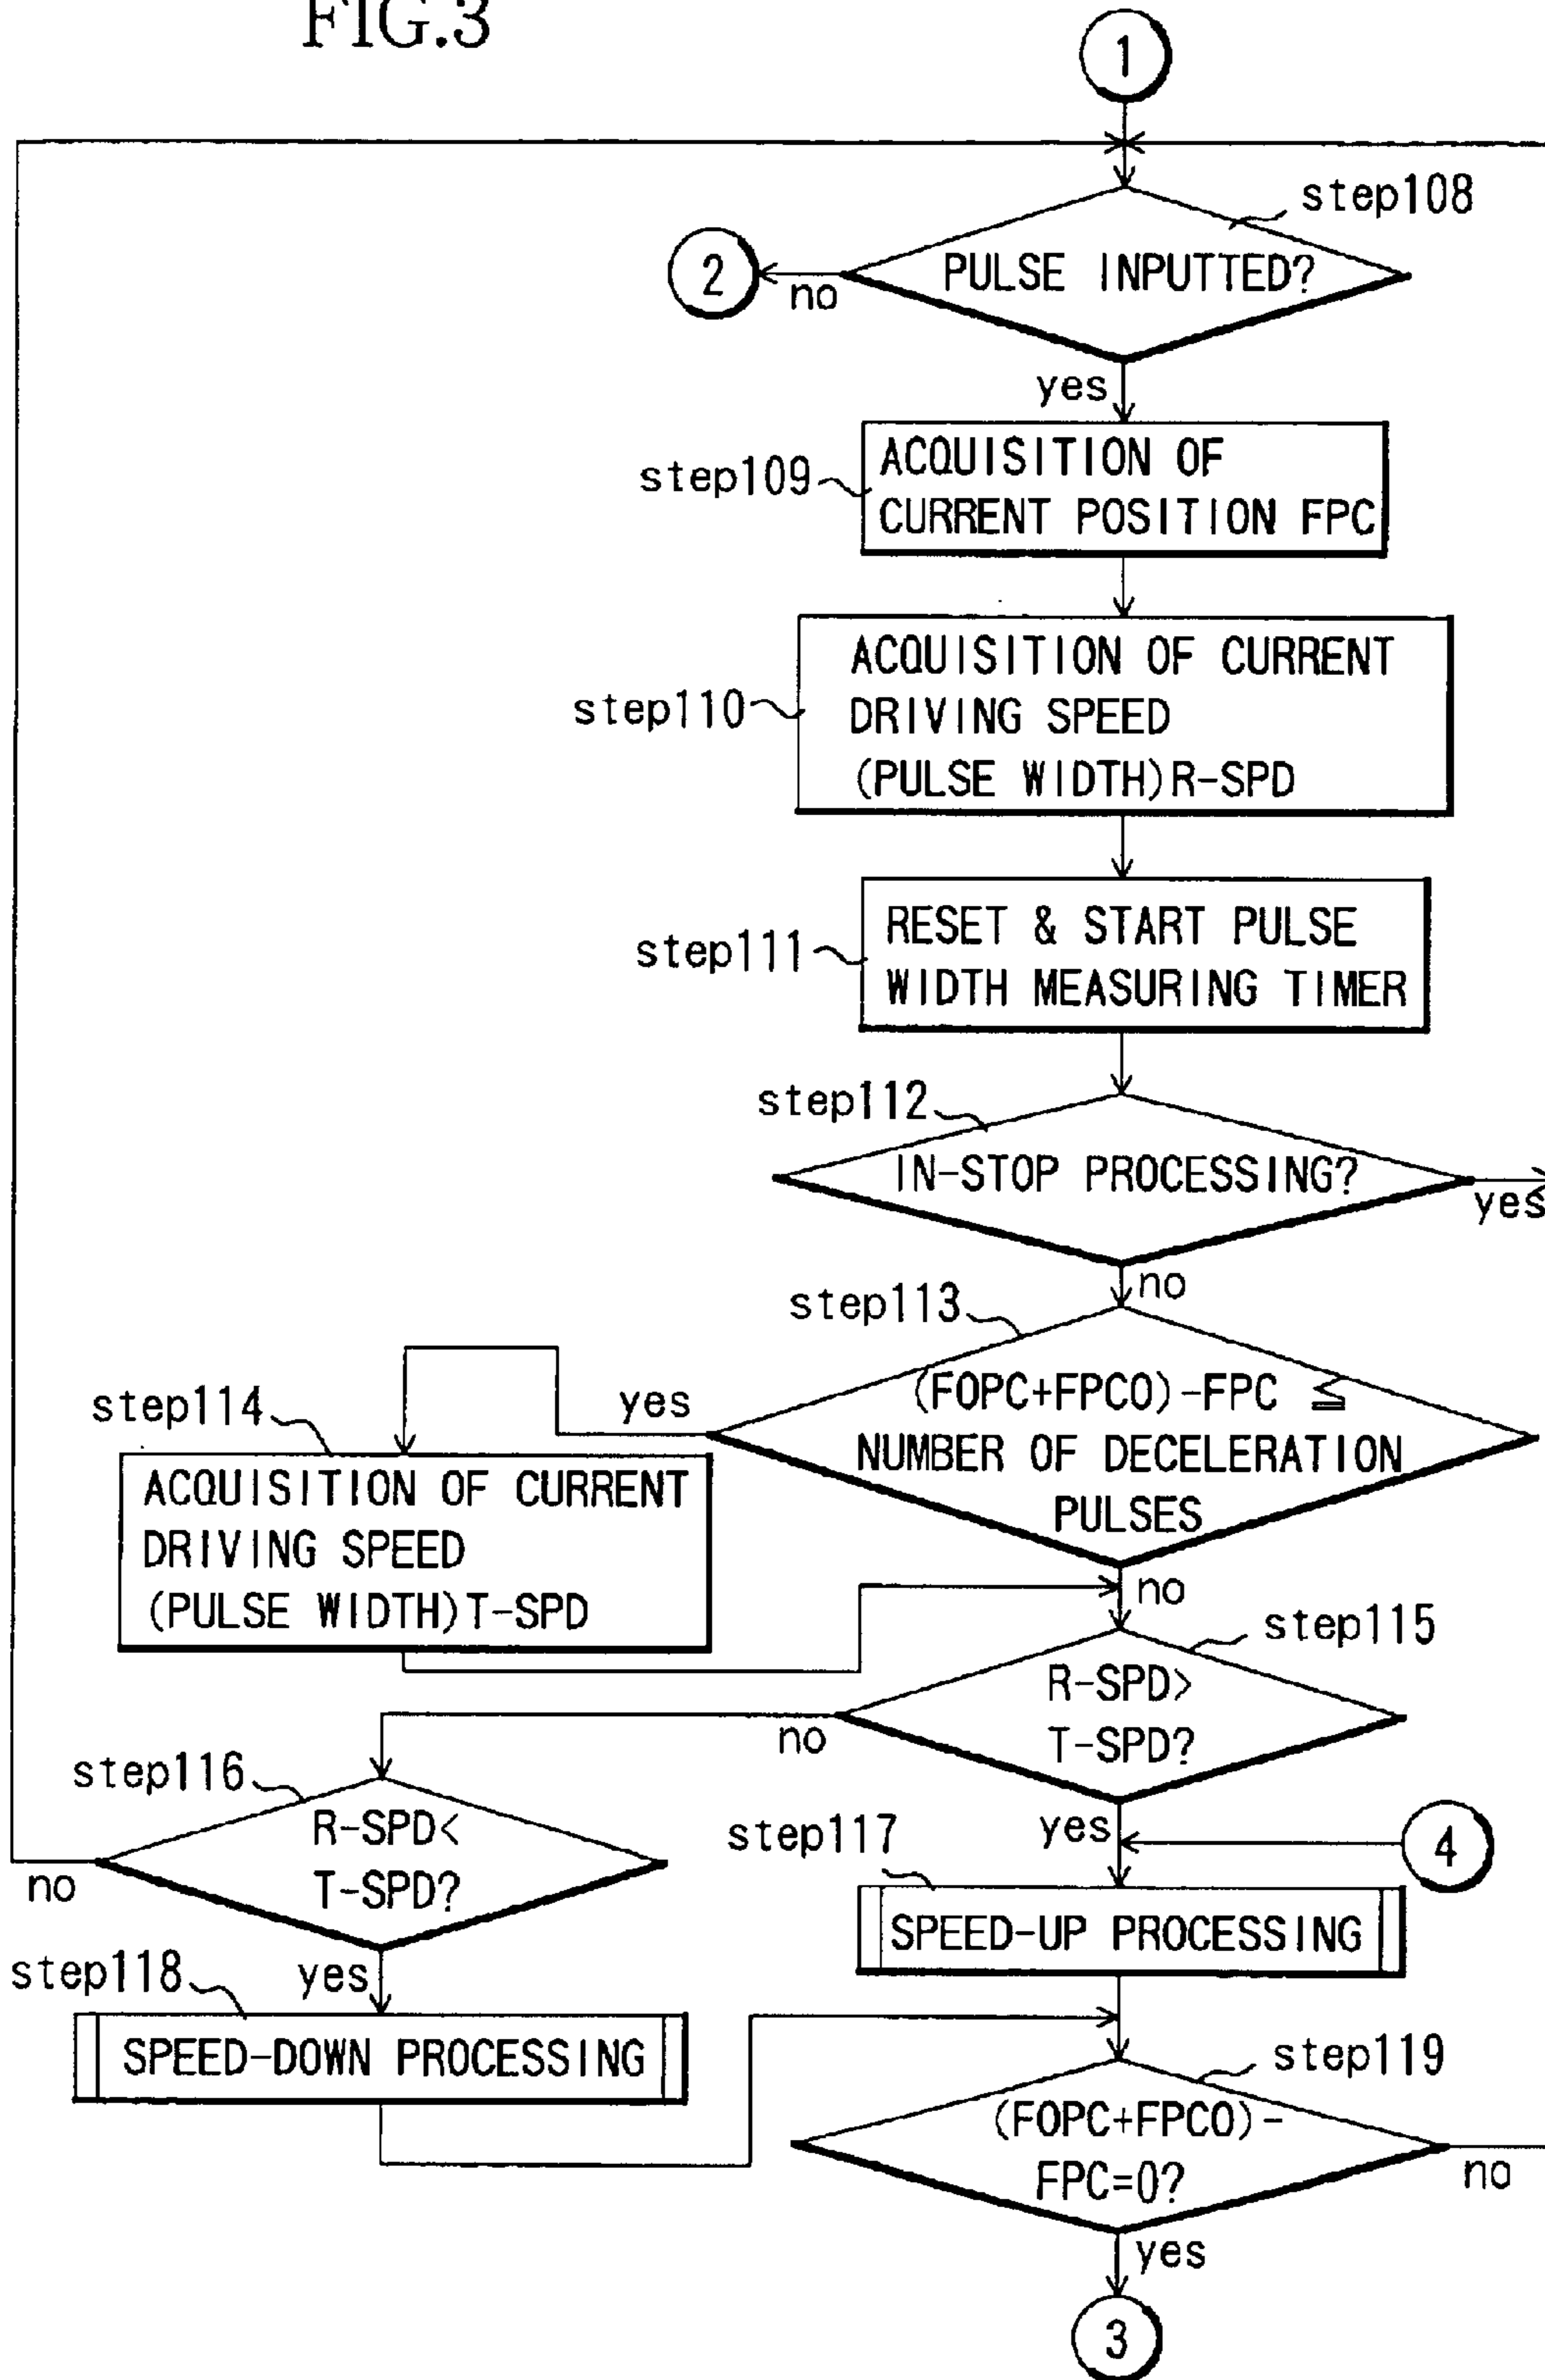 FIG.3
1
step108
PULSE INPUTTED?
2
no
yes
step109
ACQUISITION OF
CURRENT POSITION FPC
step110
ACQUISITION OF CURRENT
DRIVING SPEED
(PULSE WIDTH)R-SPD
step111
RESET & START PULSE
WIDTH MEASURING TIMER
step112
IN-STOP PROCESSING?
yes
no
step113
(FOPC+FPC0)-FPC ≦
NUMBER OF DECELERATION
PULSES
yes
step114
ACQUISITION OF CURRENT
DRIVING SPEED
(PULSE WIDTH)T-SPD
no
step115
R-SPD>
T-SPD?
no
yes
step116
R-SPD<
T-SPD?
no
yes
4
step117
SPEED-UP PROCESSING
step118
SPEED-DOWN PROCESSING
step119
(FOPC+FPC0)-
FPC=0?
no
yes
3